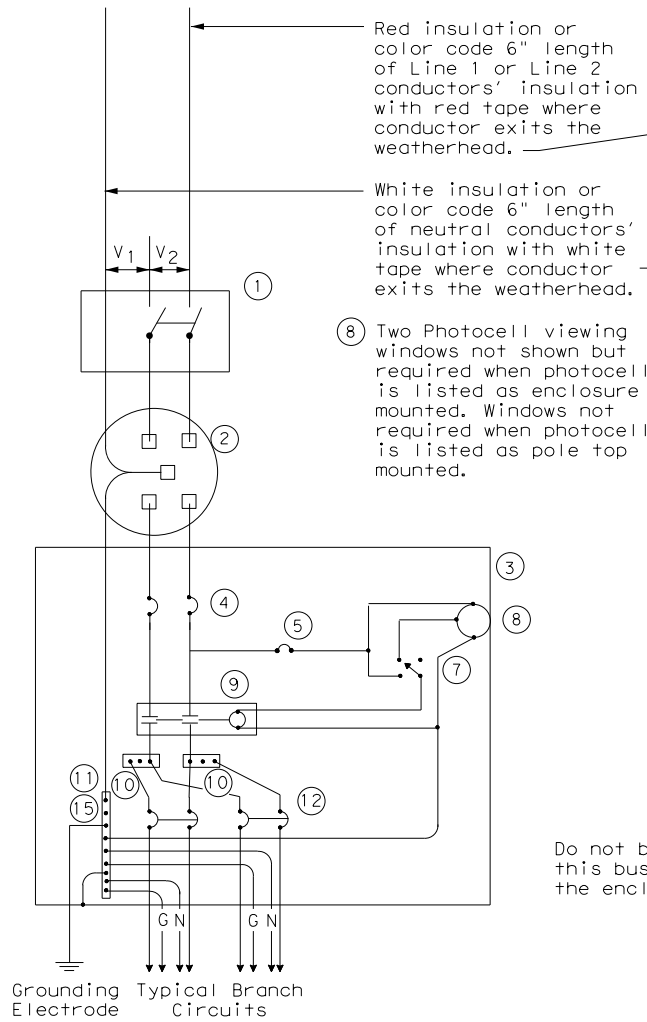 Red insulation or
color code 6" length
of Line 1 or Line 2
conductors' insulation
with red tape where
conductor exits the
weatherhead.
White insulation or
color code 6" length
of neutral conductors'
insulation with white
tape where conductor
exits the weatherhead.
V1 V2
1
8 Two Photocell viewing
windows not shown but
required when photocell
is listed as enclosure
mounted. Windows not
required when photocell
is listed as pole top
mounted.
2
3
4
5
8
7
9
11 10 10
15 12
Do not b
this bus
the encl
G N G N
Grounding
Electrode
Typical Branch
Circuits